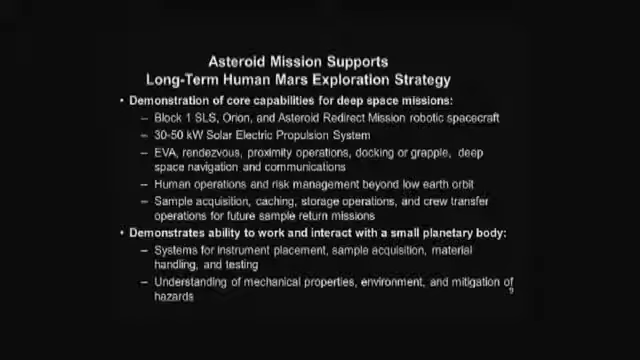 Asteroid Mission Supports
Long-Term Human Mars Exploration Strategy
• Demonstration of core capabilities for deep space missions:
– Block 1 SLS, Orion, and Asteroid Redirect Mission robotic spacecraft
– 30-50 kW Solar Electric Propulsion System
– EVA, rendezvous, proximity operations, docking or grapple, deep
space navigation and communications
– Human operations and risk management beyond low earth orbit
– Sample acquisition, caching, storage operations, and crew transfer
operations for future sample return missions
• Demonstrates ability to work and interact with a small planetary body:
– Systems for instrument placement, sample acquisition, material
handling, and testing
– Understanding of mechanical properties, environment, and mitigation of
hazards
9